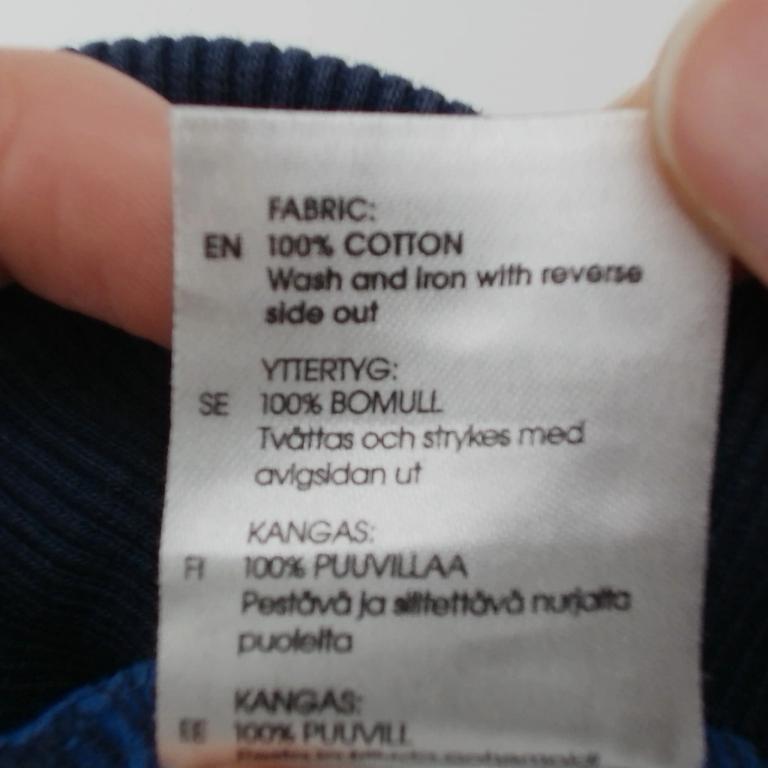 FABRIC:
EN 100% COTTON
Wash and iron with reverse
side out
YTTERTYG:
SE 100% BOMULL
Tvättas och strykes med
avigsidan ut
KANGAS:
FI 100% PUUVILLAA
Pestävä ja silitettävä nurjalta
puolelta
KANGAS:
EE 100% PUUVILL